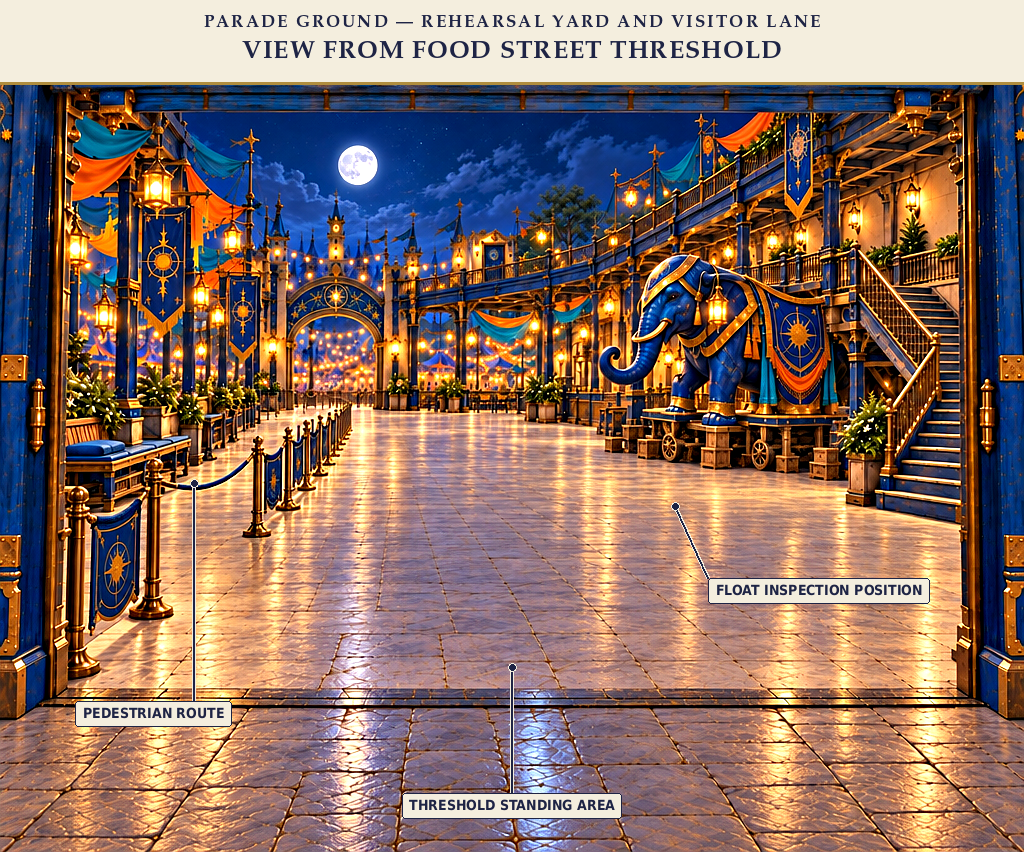 PARADE GROUND — REHEARSAL YARD AND VISITOR LANE
VIEW FROM FOOD STREET THRESHOLD
FLOAT INSPECTION POSITION
PEDESTRIAN ROUTE
THRESHOLD STANDING AREA